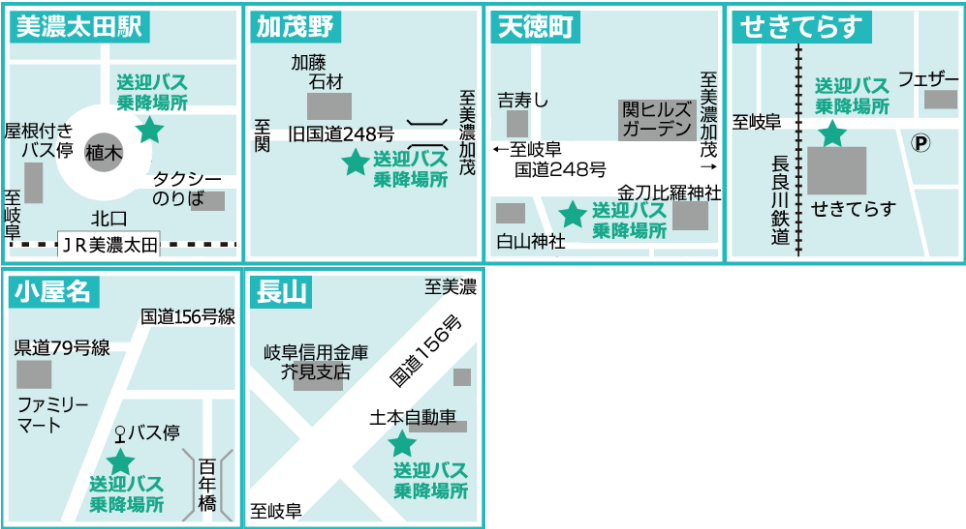 美濃太田駅
送迎バス
乗降場所
屋根付き
バス停
植木
タクシー
のりば
至岐阜
北口
JR美濃太田
加茂野
加藤
石材
至関
旧国道248号
至美濃加茂
送迎バス
乗降場所
天徳町
吉寿し
関ヒルズ
ガーデン
至美濃加茂
→
←至岐阜
国道248号
金刀比羅神社
送迎バス
乗降場所
白山神社
せきてらす
送迎バス
乗降場所
フェザー
至岐阜
P
長良川鉄道
せきてらす
小屋名
国道156号線
県道79号線
ファミリー
マート
バス停
送迎バス
乗降場所
百年橋
長山
至美濃
国道156号
岐阜信用金庫
芥見支店
土本自動車
送迎バス
乗降場所
至岐阜